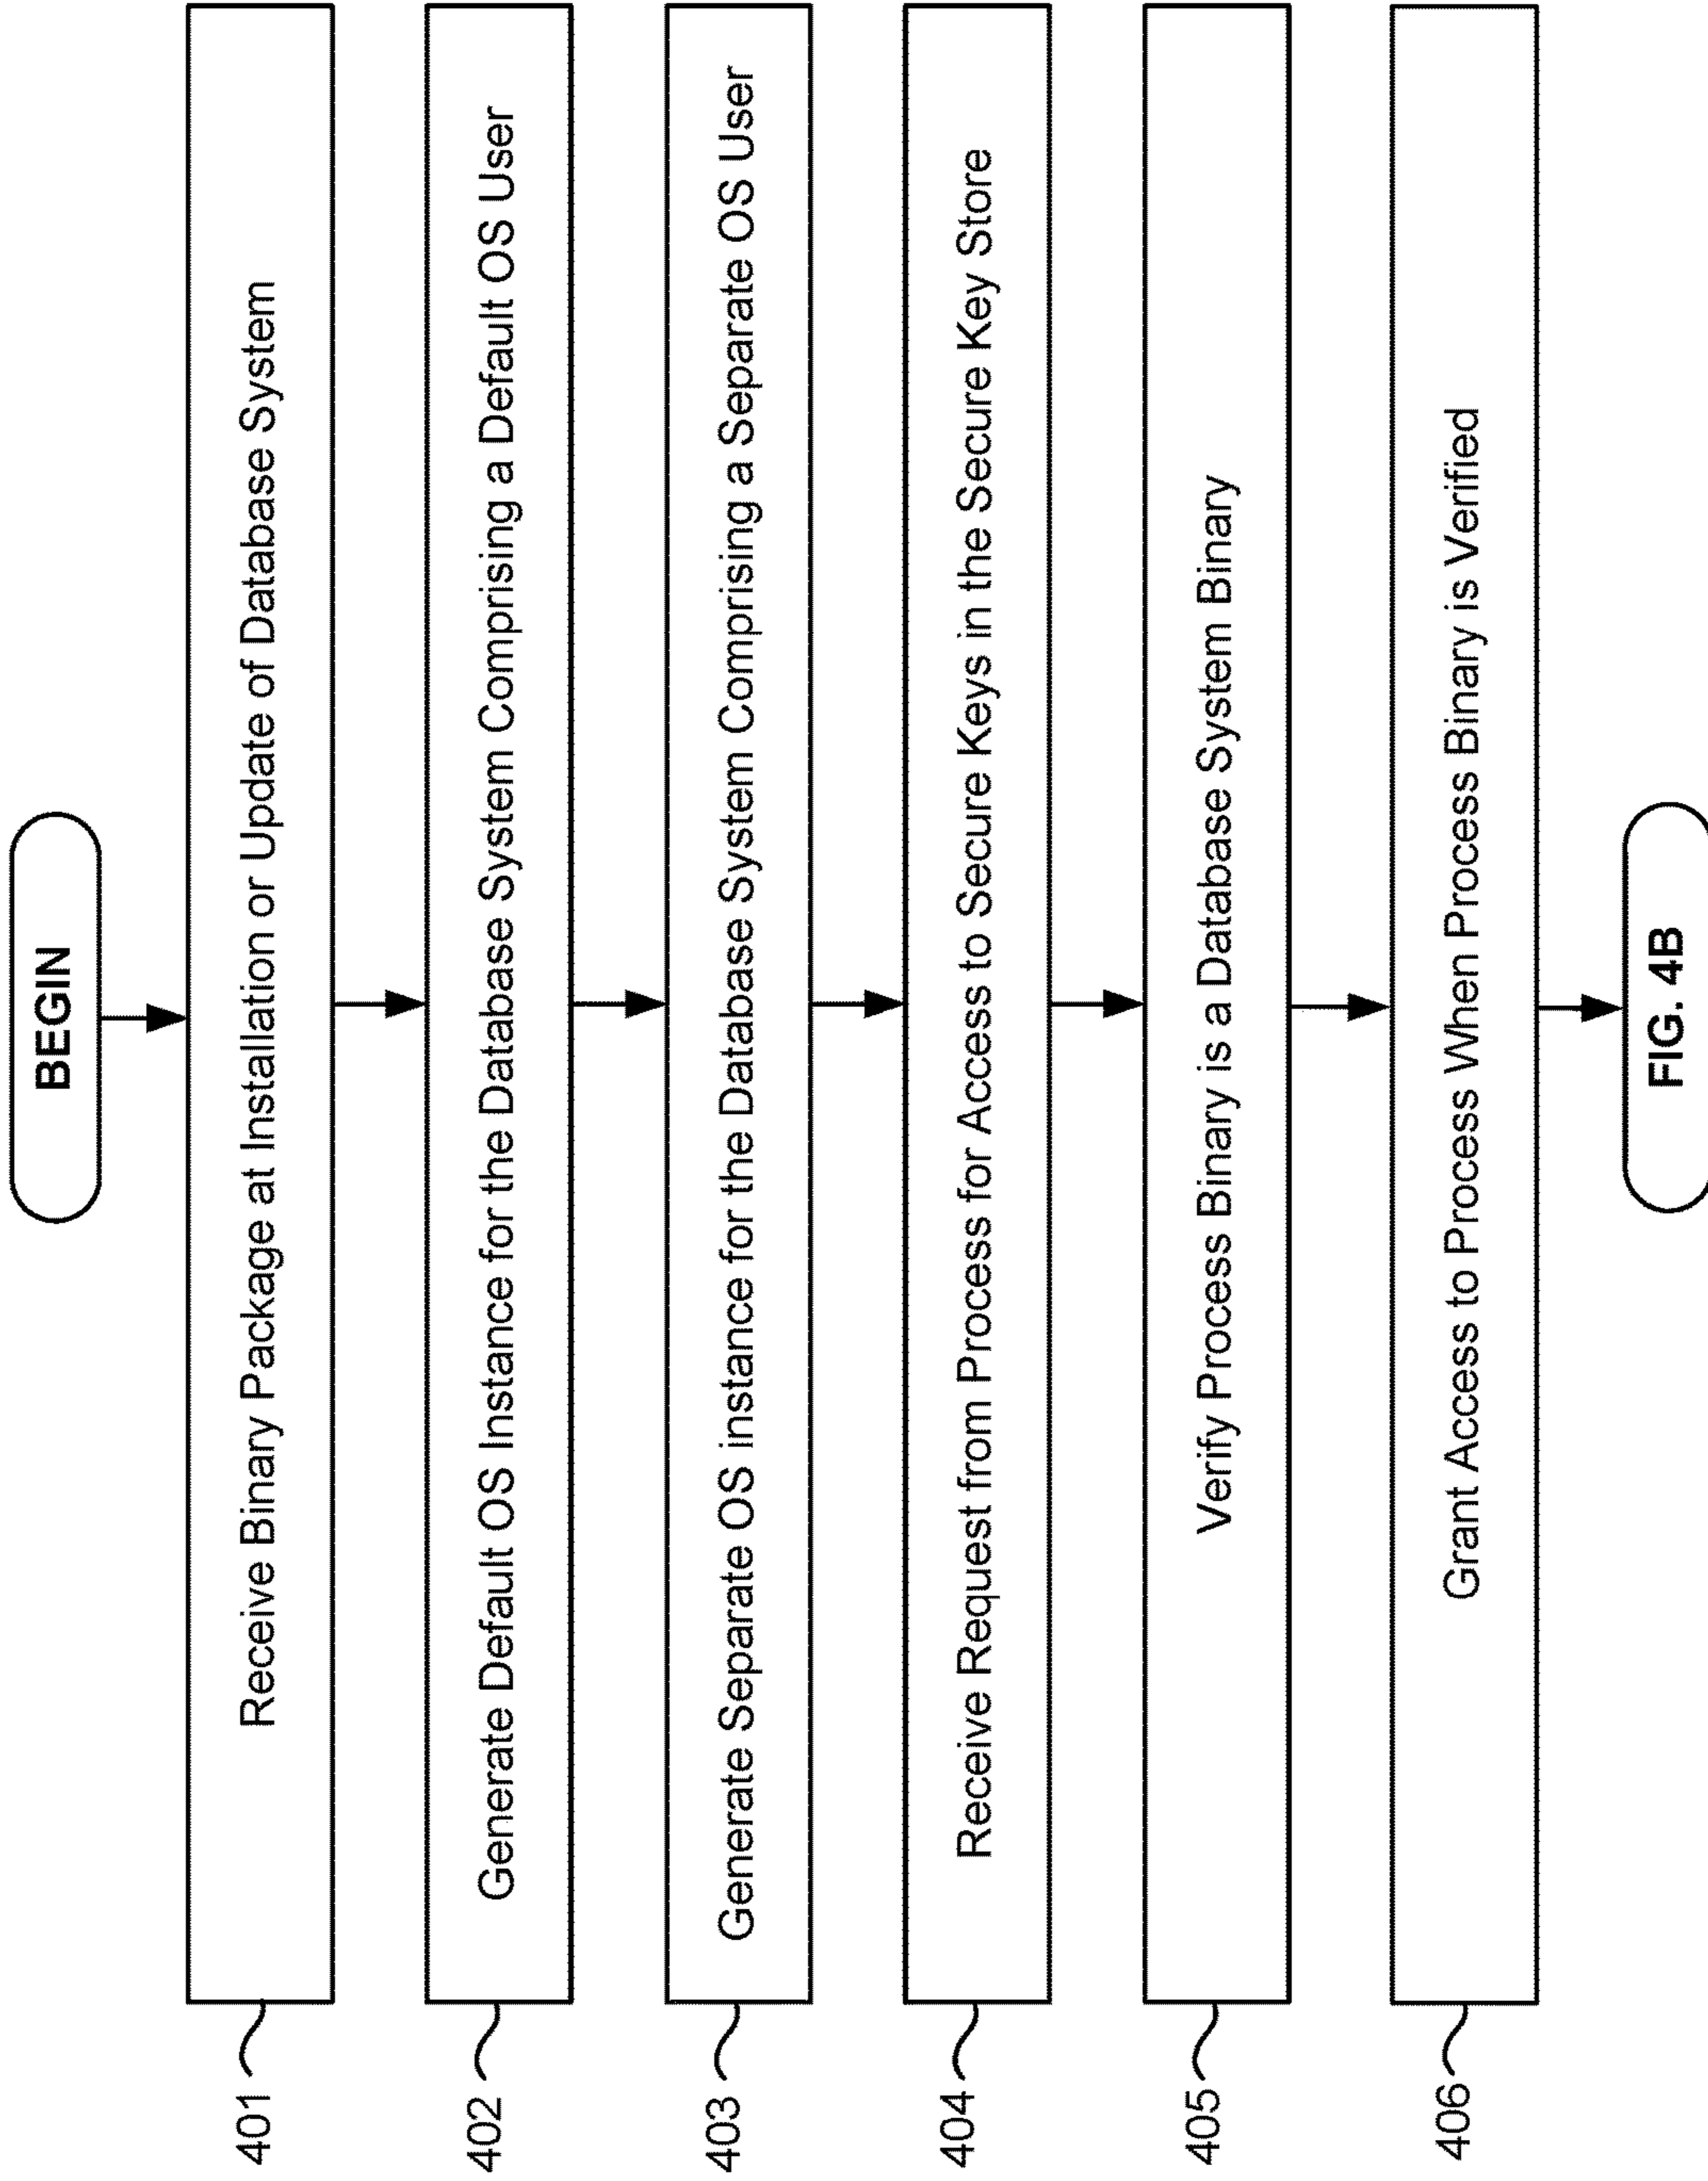 BEGIN
401
Receive Binary Package at Installation or Update of Database System
402
Generate Default OS Instance for the Database System Comprising a Default OS User
403
Generate Separate OS instance for the Database System Comprising a Separate OS User
404
Receive Request from Process for Access to Secure Keys in the Secure Key Store
405
Verify Process Binary is a Database System Binary
406
Grant Access to Process When Process Binary is Verified
FIG. 4B